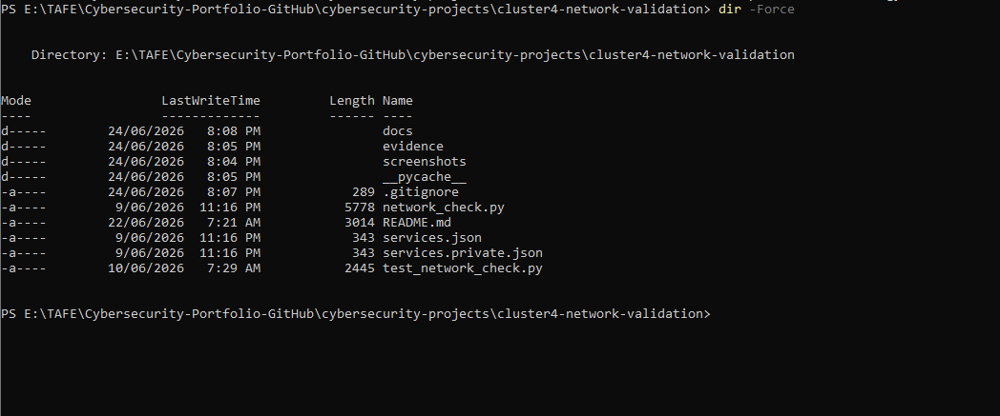 PS E:\TAFE\Cybersecurity-Portfolio-GitHub\cybersecurity-projects\cluster4-network-validation> dir -Force
Directory: E:\TAFE\Cybersecurity-Portfolio-GitHub\cybersecurity-projects\cluster4-network-validation
Mode                 LastWriteTime         Length Name
----                 -------------         ------ ----
d-----        24/06/2026   8:08 PM                docs
d-----        24/06/2026   8:05 PM                evidence
d-----        24/06/2026   8:04 PM                screenshots
d-----        24/06/2026   8:05 PM                __pycache__
-a----        24/06/2026   8:07 PM            289 .gitignore
-a----         9/06/2026  11:16 PM           5778 network_check.py
-a----        22/06/2026   7:21 AM           3014 README.md
-a----         9/06/2026  11:16 PM            343 services.json
-a----         9/06/2026  11:16 PM            343 services.private.json
-a----        10/06/2026   7:29 AM           2445 test_network_check.py
PS E:\TAFE\Cybersecurity-Portfolio-GitHub\cybersecurity-projects\cluster4-network-validation>